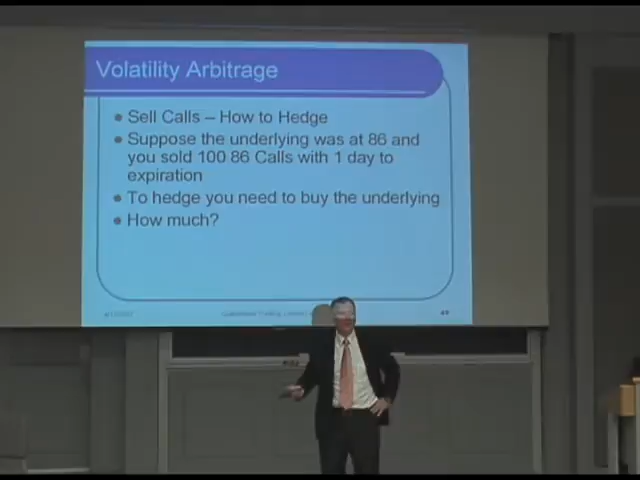 Volatility Arbitrage
Sell Calls – How to Hedge
Suppose the underlying was at 86 and
you sold 100 86 Calls with 1 day to
expiration
To hedge you need to buy the underlying
How much?